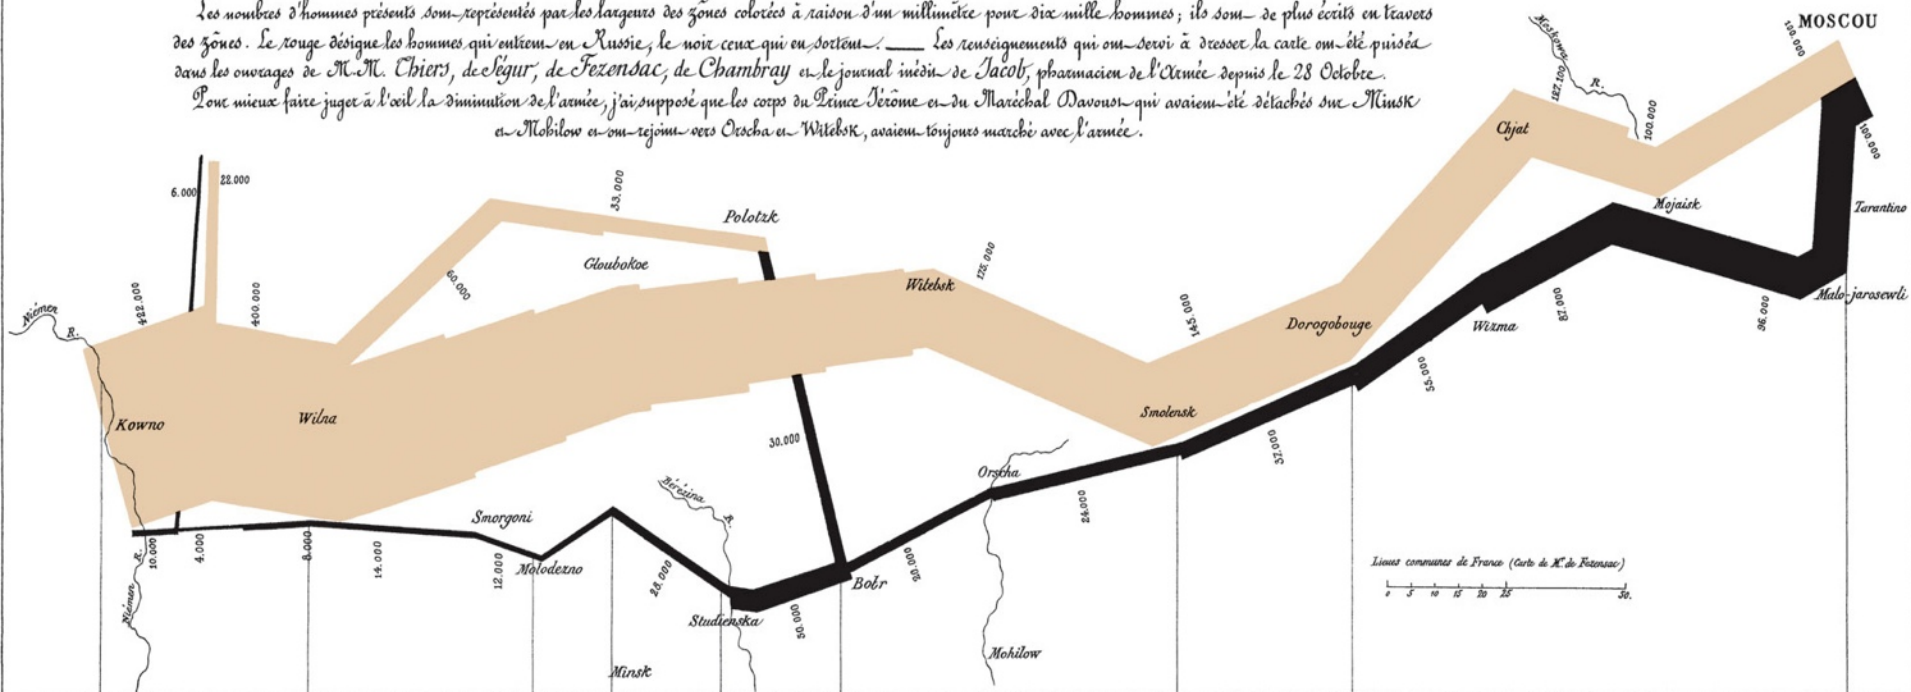 Les nombres d'hommes présents sont représentés par les largeurs des zones colorées à raison d'un millimètre pour dix mille hommes; ils sont de plus écrits en travers
des zones. Le rouge désigne les hommes qui entrent en Russie, le noir ceux qui en sortent. — Les renseignements qui ont servi à dresser la carte ont été puisés
dans les ouvrages de M.M. Thiers, de Ségur, de Fezensac, de Chambray et le journal inédit de Jacob, pharmacien de l'Armée depuis le 28 Octobre.
Pour mieux faire juger à l'œil la diminution de l'armée, j'ai supposé que les corps du Prince Jérôme et du Maréchal Davoust qui avaient été détachés sur Minsk
et Mohilow et ont rejoint vers Orscha et Witebsk, avaient toujours marché avec l'armée.
Moskowa
R.
MOSCOU
100.000
127.100
100.000
100.000
Chjat
Mojaisk
Tarantino
Malo-jarosewli
6.000
22.000
33.000
Polotzk
Gloubokoe
60.000
175.000
Witebsk
422.000
400.000
Niémen
R.
145.000
Dorogobouge
Wizma
87.000
96.000
55.000
Kowno
Wilna
Smolensk
30.000
37.000
Orscha
24.000
Bérézina
R.
Smorgoni
10.000
4.000
8.000
14.000
12.000
Molodezno
28.000
Studienska
50.000
Bobr
20.000
Niémen
R.
Minsk
Mohilow
Lieues communes de France (Carte de M. de Fezensac)
0 5 10 15 20 25 50.